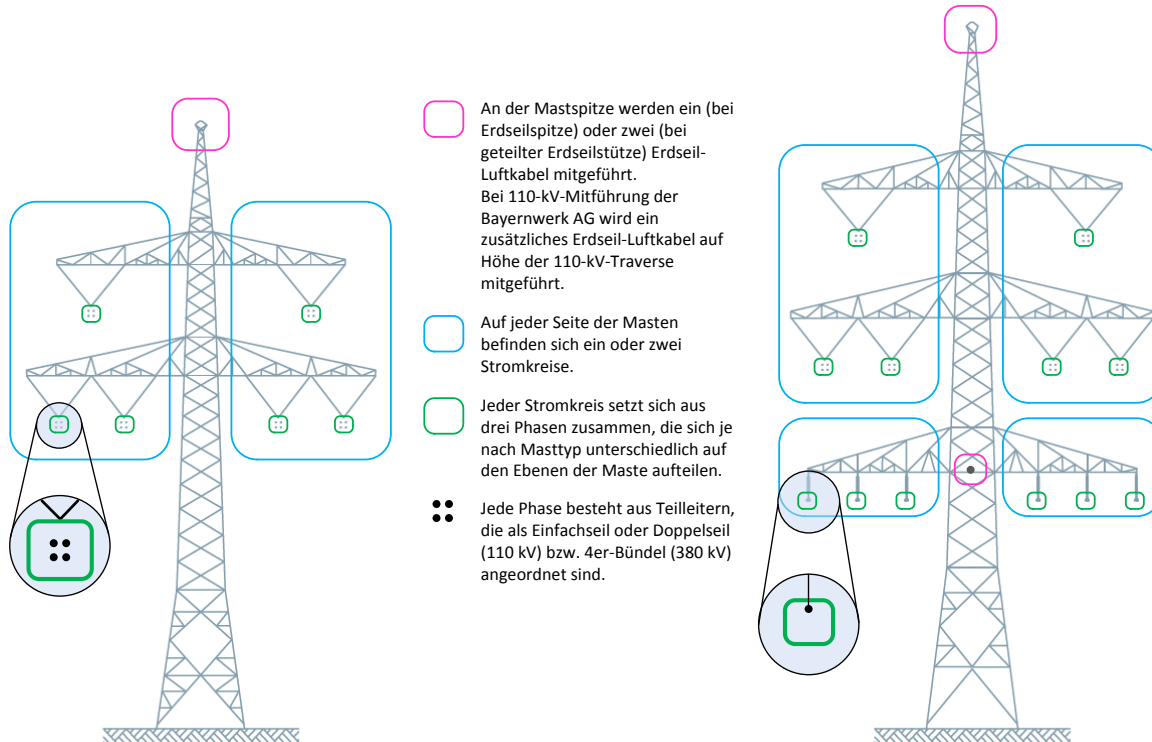 An der Mastspitze werden ein (bei
Erdseilspitze) oder zwei (bei
geteilter Erdseilstütze) Erdseil-
Luftkabel mitgeführt.
Bei 110-kV-Mitführung der
Bayernwerk AG wird ein
zusätzliches Erdseil-Luftkabel auf
Höhe der 110-kV-Traverse
mitgeführt.
Auf jeder Seite der Masten
befinden sich ein oder zwei
Stromkreise.
Jeder Stromkreis setzt sich aus
drei Phasen zusammen, die sich je
nach Masttyp unterschiedlich auf
den Ebenen der Maste aufteilen.
Jede Phase besteht aus Teilleitern,
die als Einfachseil oder Doppelseil
(110 kV) bzw. 4er-Bündel (380 kV)
angeordnet sind.